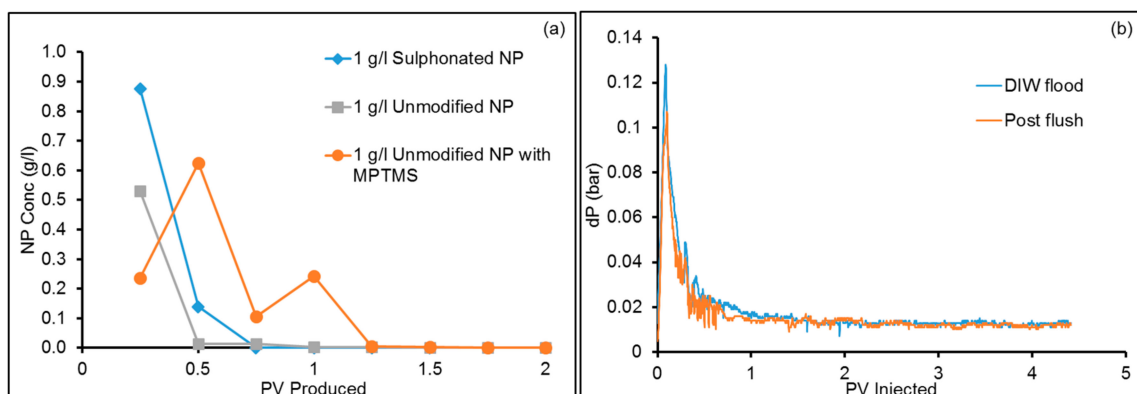 (a)
1.0
0.9
0.8
0.7
0.6
0.5
0.4
0.3
0.2
0.1
0.0
NP Conc (g/l)
1 g/l Sulphonated NP
1 g/l Unmodified NP
1 g/l Unmodified NP with
MPTMS
0 0.5 1 1.5 2
PV Produced
(b)
0.14
0.12
0.1
0.08
0.06
0.04
0.02
0
dP (bar)
DIW flood
Post flush
0 1 2 3 4 5
PV Injected